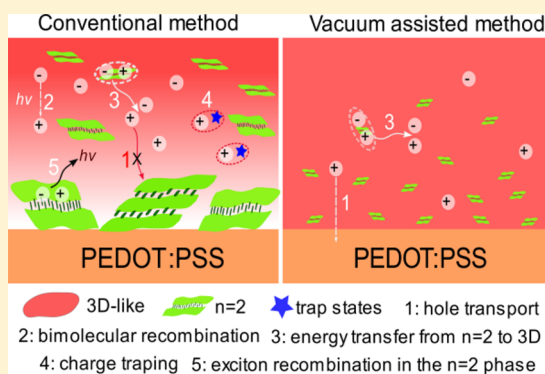 Conventional method
Vacuum assisted method
hν 2
3
4
1
5 hν
3
1
PEDOT:PSS
PEDOT:PSS
3D-like n=2 trap states 1: hole transport
2: bimolecular recombination 3: energy transfer from n=2 to 3D
4: charge traping 5: exciton recombination in the n=2 phase